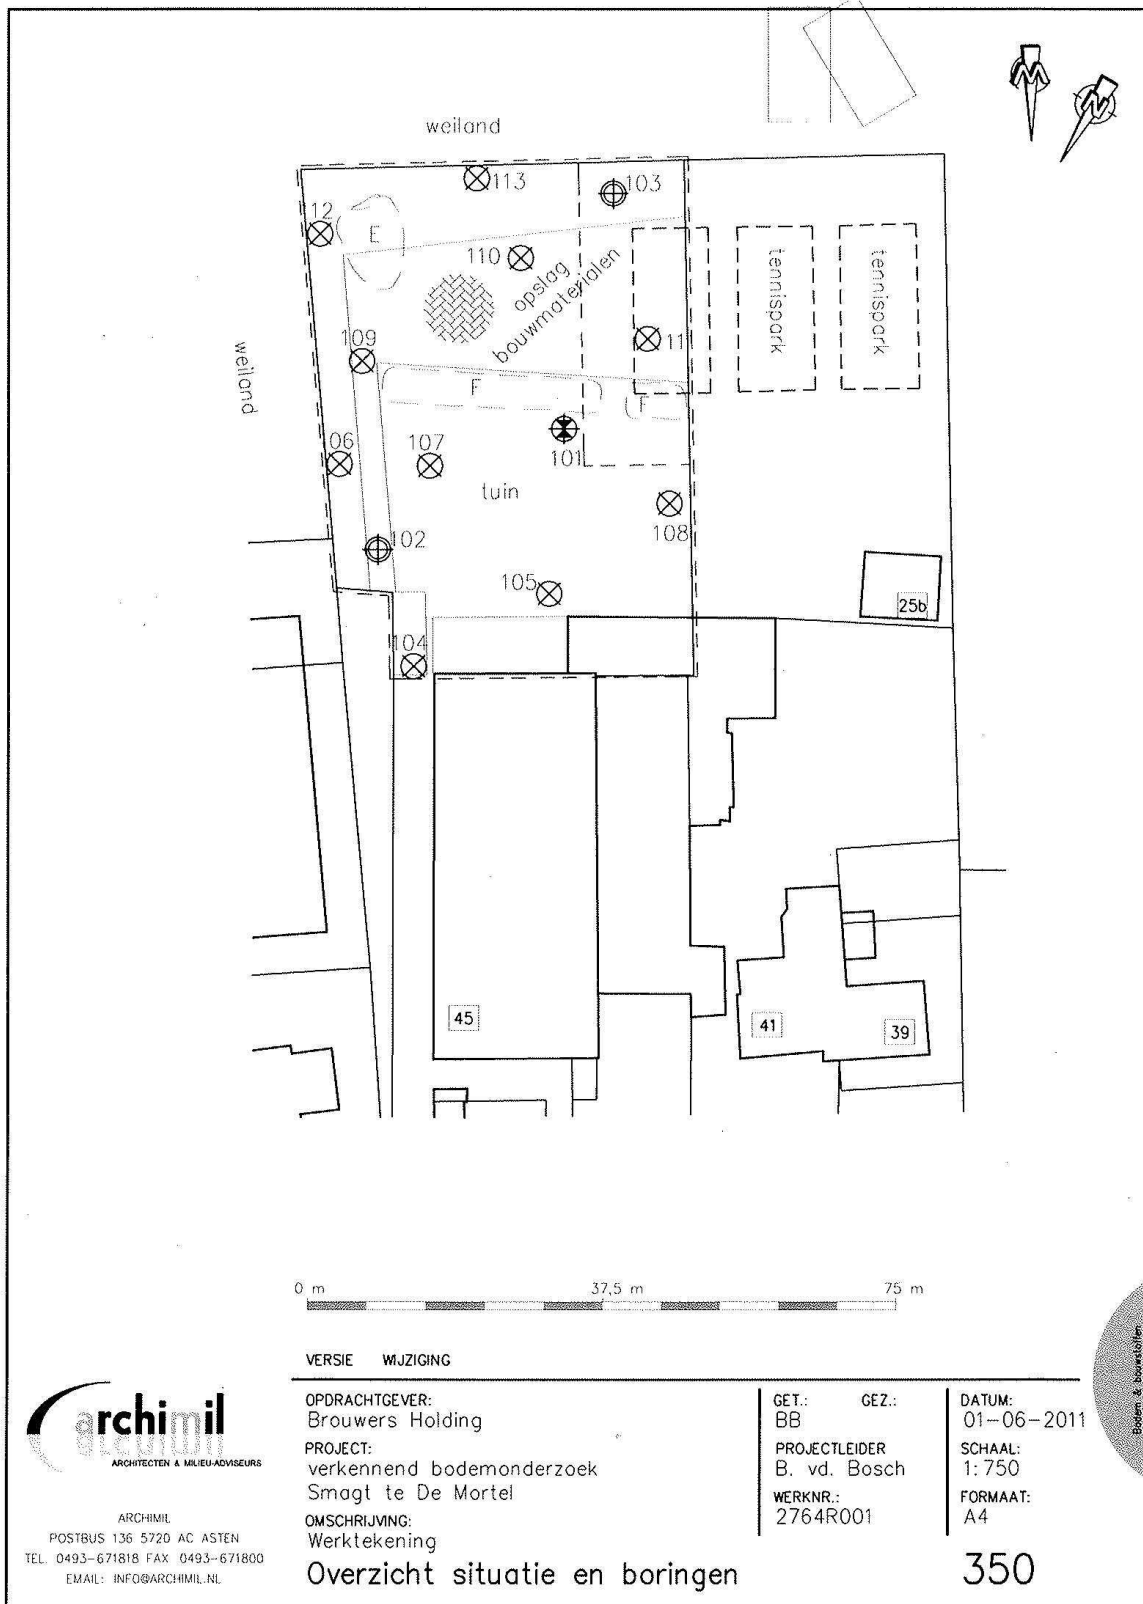 M
N
weiland
113
103
12
E
110
opslag
bouwmaterialen
tennispark
tennispark
109
11
weiland
F
F
06
107
101
tuin
108
102
105
25b
104
45
41
39
0 m 37,5 m 75 m
VERSIE WIJZIGING
Bodem & bouwstoffen
archimil
ARCHITECTEN & MILIEU-ADVISEURS
ARCHIMIL
POSTBUS 136 5720 AC ASTEN
TEL. 0493-671818 FAX 0493-671800
EMAIL: INFO@ARCHIMIL.NL
OPDRACHTGEVER:
Brouwers Holding
PROJECT:
verkennend bodemonderzoek
Smagt te De Mortel
OMSCHRIJVING:
Werktekening
Overzicht situatie en boringen
GET.: GEZ.:
BB
PROJECTLEIDER
B. vd. Bosch
WERKNR.:
2764R001
DATUM:
01-06-2011
SCHAAL:
1:750
FORMAAT:
A4
350